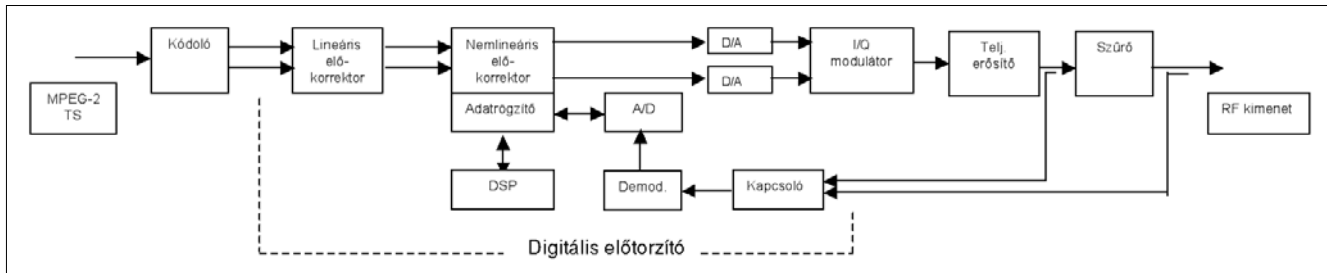 MPEG-2
TS
Kódoló
Lineáris
elő-
korrektor
Nemlineáris
elő-
korrektor
Adatrögzítő
D/A
D/A
I/Q
modulátor
Telj.
erősítő
Szűrő
RF kimenet
A/D
DSP
Demod.
Kapcsoló
Digitális előtorzító